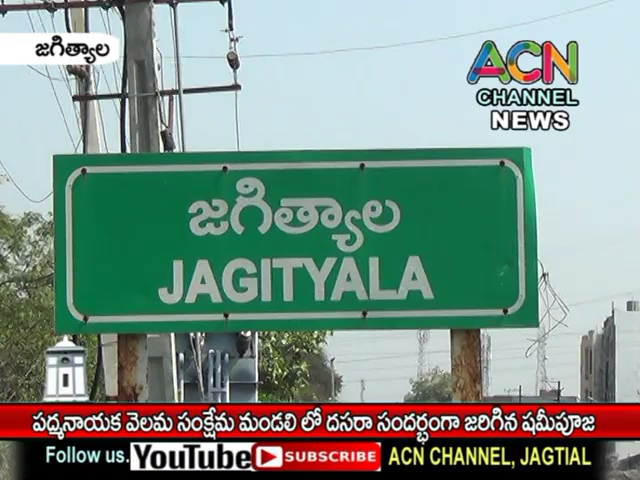 జగిత్యాల
ACN
CHANNEL
NEWS
జగిత్యాల
JAGITYALA
పద్మనాయక వెలమ సంక్షేమ మండలి లో దసరా సందర్భంగా జరిగిన షమీపూజ
Follow us. YouTube SUBSCRIBE ACN CHANNEL, JAGTIAL